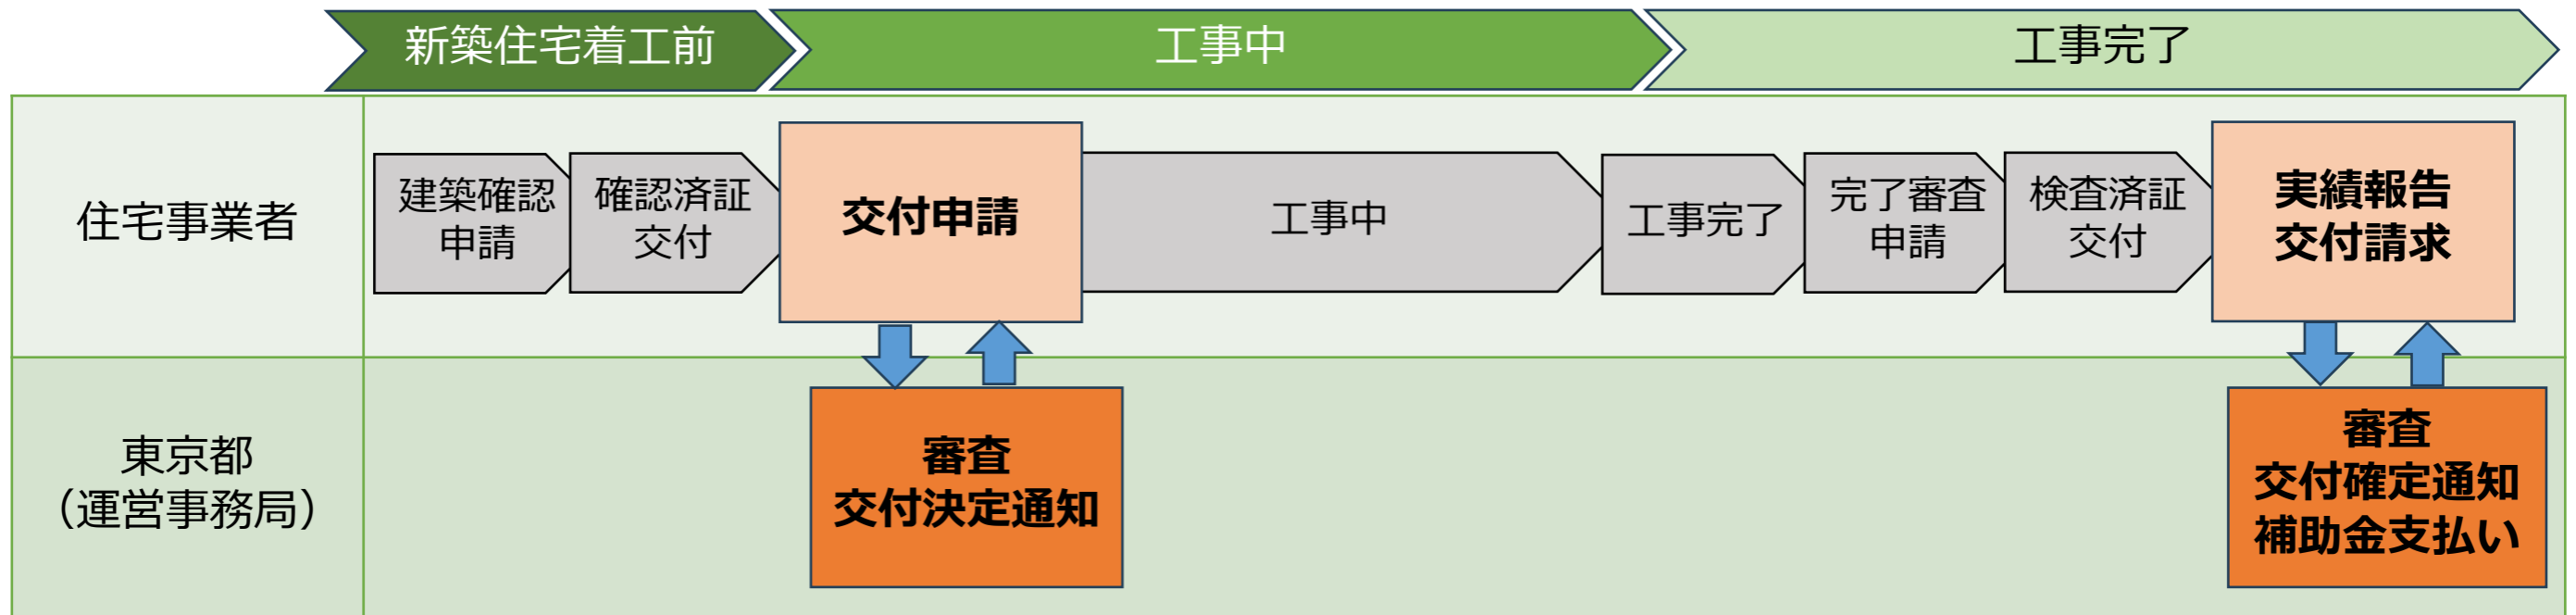 新築住宅着工前
工事中
工事完了
住宅事業者
建築確認
申請
確認済証
交付
交付申請
工事中
工事完了
完了審査
申請
検査済証
交付
実績報告
交付請求
東京都
（運営事務局）
審査
交付決定通知
審査
交付確定通知
補助金支払い